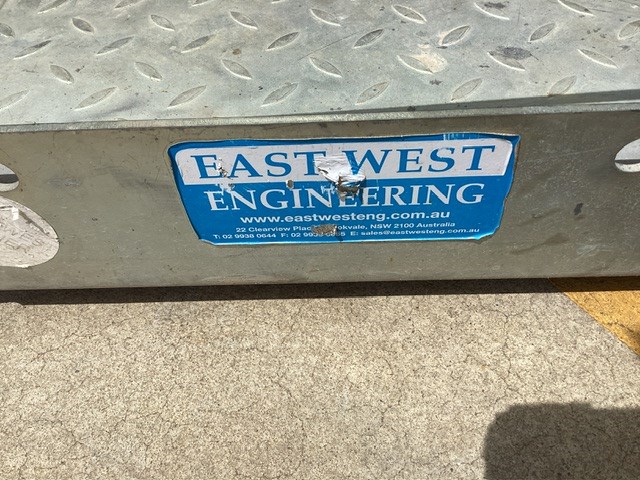 EAST WEST
ENGINEERING
www.eastwesteng.com.au
22 Clearview NSW 2100 Australia
T: 02 9938 0644 F: 02 E: sales@eastwesteng.com.au